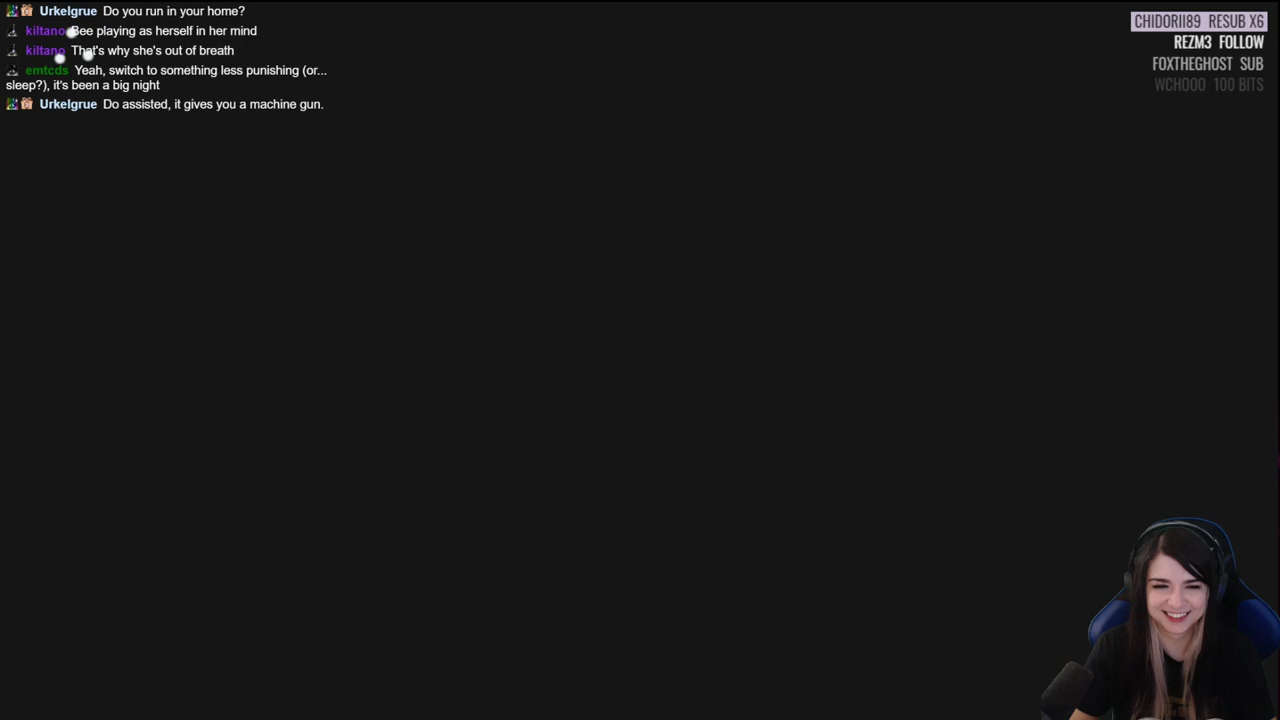 Urkelgrue Do you run in your home?
kiltano Bee playing as herself in her mind
kiltano That's why she's out of breath
emtcds Yeah, switch to something less punishing (or...
sleep?), it's been a big night
Urkelgrue Do assisted, it gives you a machine gun.
CHIDORII89 RESUB X6
REZM3 FOLLOW
FOXTHEGHOST SUB
WCHOOO 100 BITS